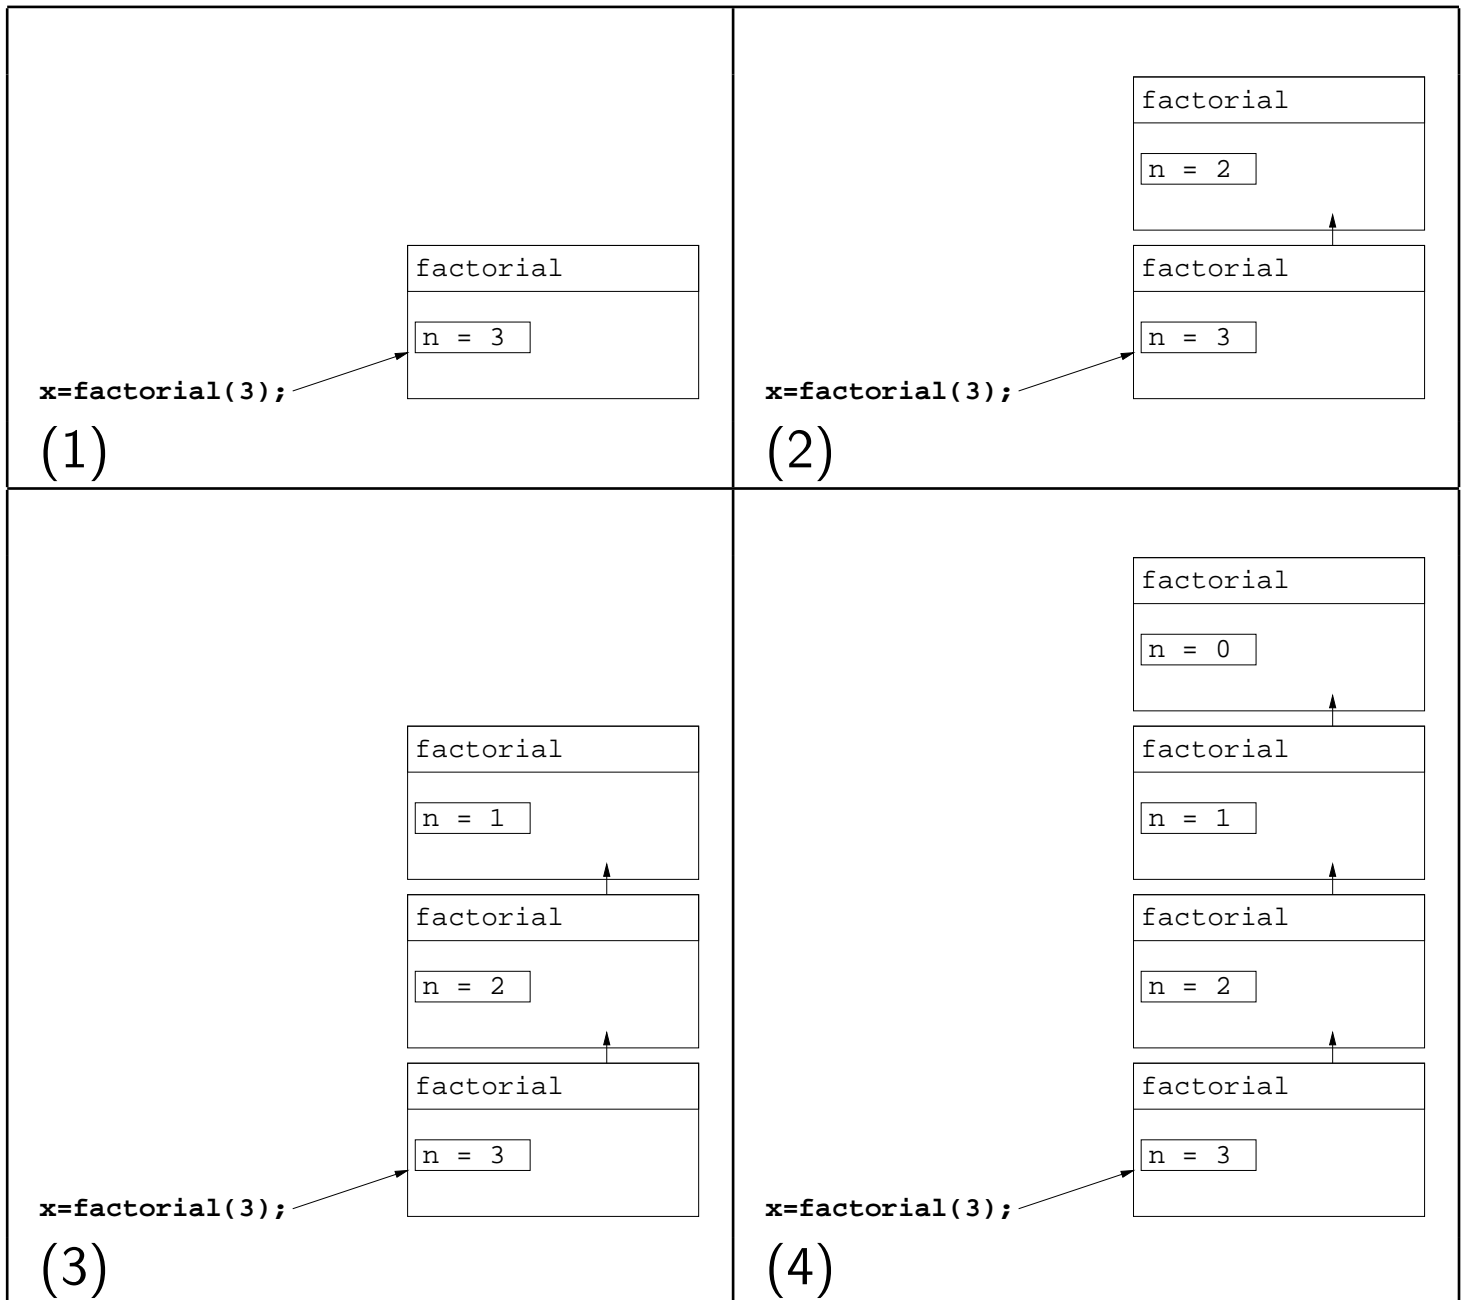 factorial
n = 3
x=factorial(3);
(1)
factorial
n = 2
factorial
n = 3
x=factorial(3);
(2)
factorial
n = 1
factorial
n = 2
factorial
n = 3
x=factorial(3);
(3)
factorial
n = 0
factorial
n = 1
factorial
n = 2
factorial
n = 3
x=factorial(3);
(4)